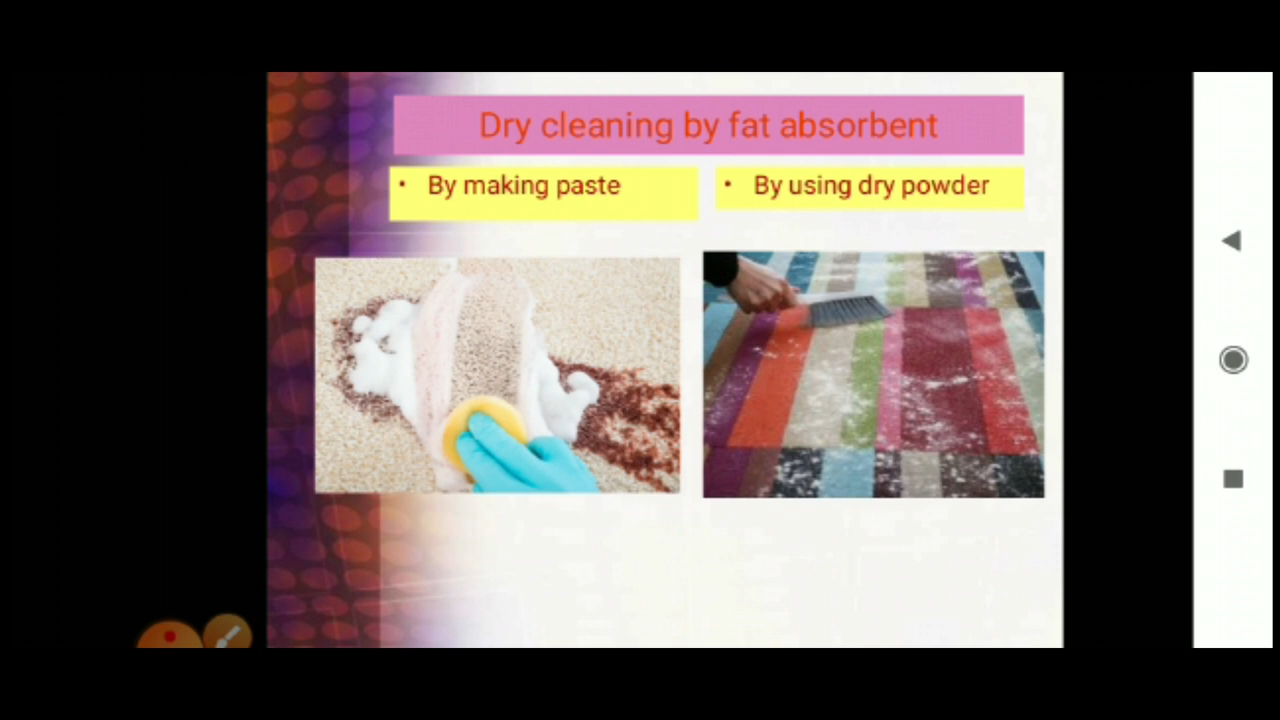 Dry cleaning by fat absorbent
• By making paste
• By using dry powder